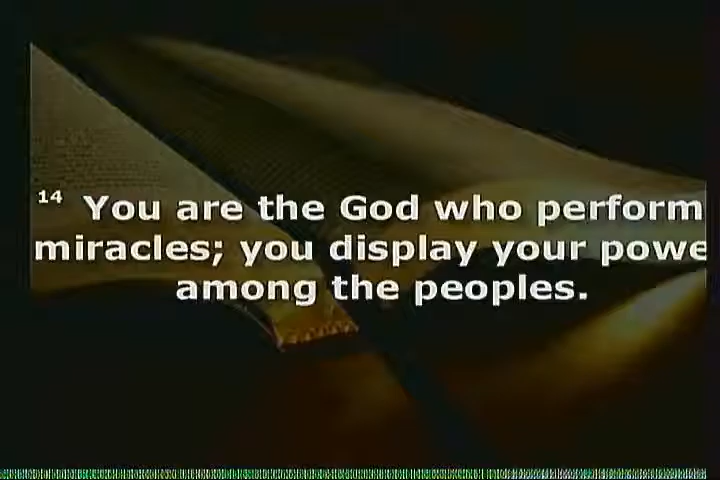 14 You are the God who perform
miracles; you display your powe
among the peoples.